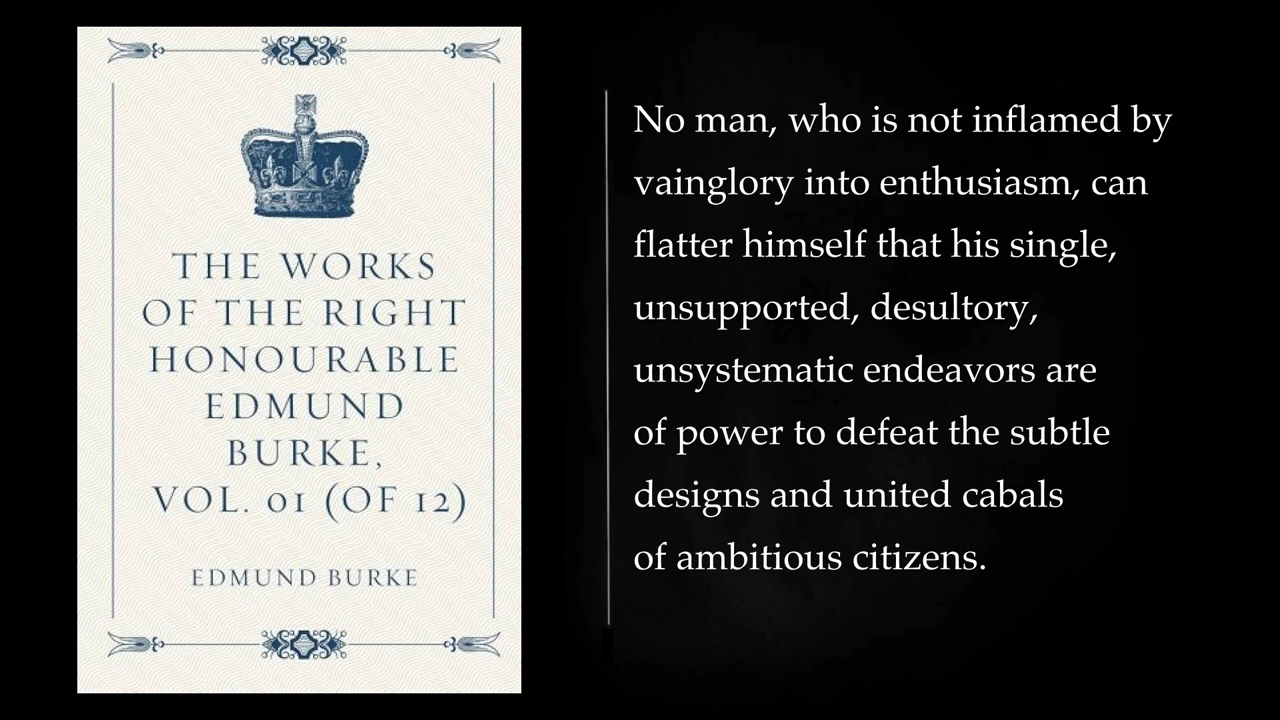 THE WORKS
OF THE RIGHT
HONOURABLE
EDMUND
BURKE,
VOL. 01 (OF 12)
EDMUND BURKE
No man, who is not inflamed by
vainglory into enthusiasm, can
flatter himself that his single,
unsupported, desultory,
unsystematic endeavors are
of power to defeat the subtle
designs and united cabals
of ambitious citizens.